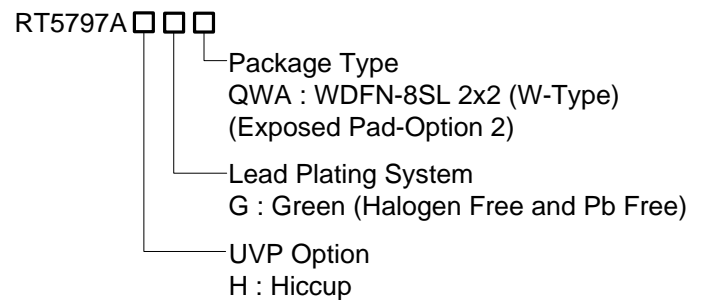 RT5797A
Package Type
QWA : WDFN-8SL 2x2 (W-Type)
(Exposed Pad-Option 2)
Lead Plating System
G : Green (Halogen Free and Pb Free)
UVP Option
H : Hiccup